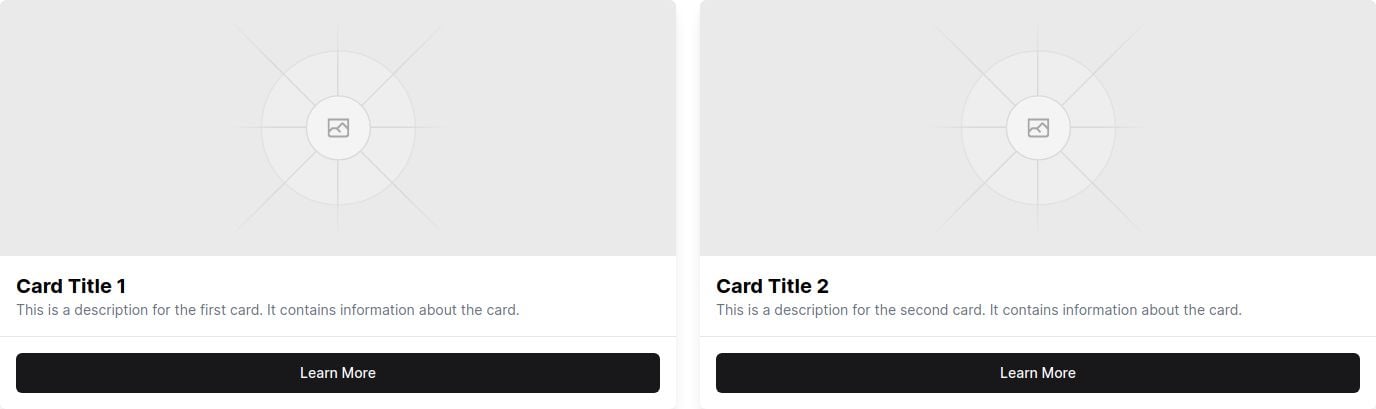 Card Title 1
This is a description for the first card. It contains information about the card.
Learn More
Card Title 2
This is a description for the second card. It contains information about the card.
Learn More